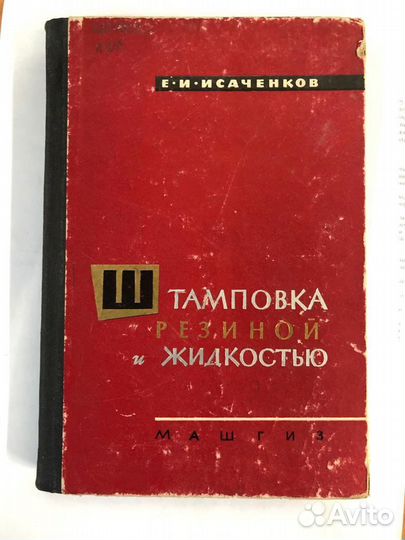 Е·И·ИСАЧЕНКОВ
ШТАМПОВКА
РЕЗИНОЙ
и ЖИДКОСТЬЮ
МАШГИЗ
Avito